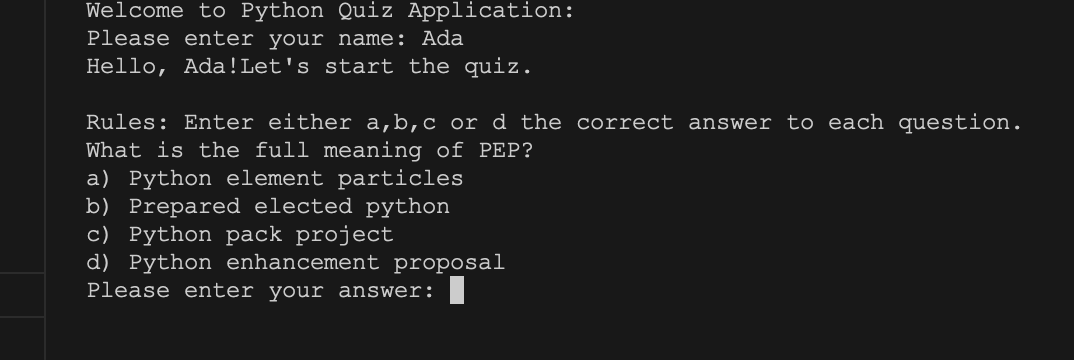 Welcome to Python Quiz Application:
Please enter your name: Ada
Hello, Ada!Let's start the quiz.
Rules: Enter either a,b,c or d the correct answer to each question.
What is the full meaning of PEP?
a) Python element particles
b) Prepared elected python
c) Python pack project
d) Python enhancement proposal
Please enter your answer: